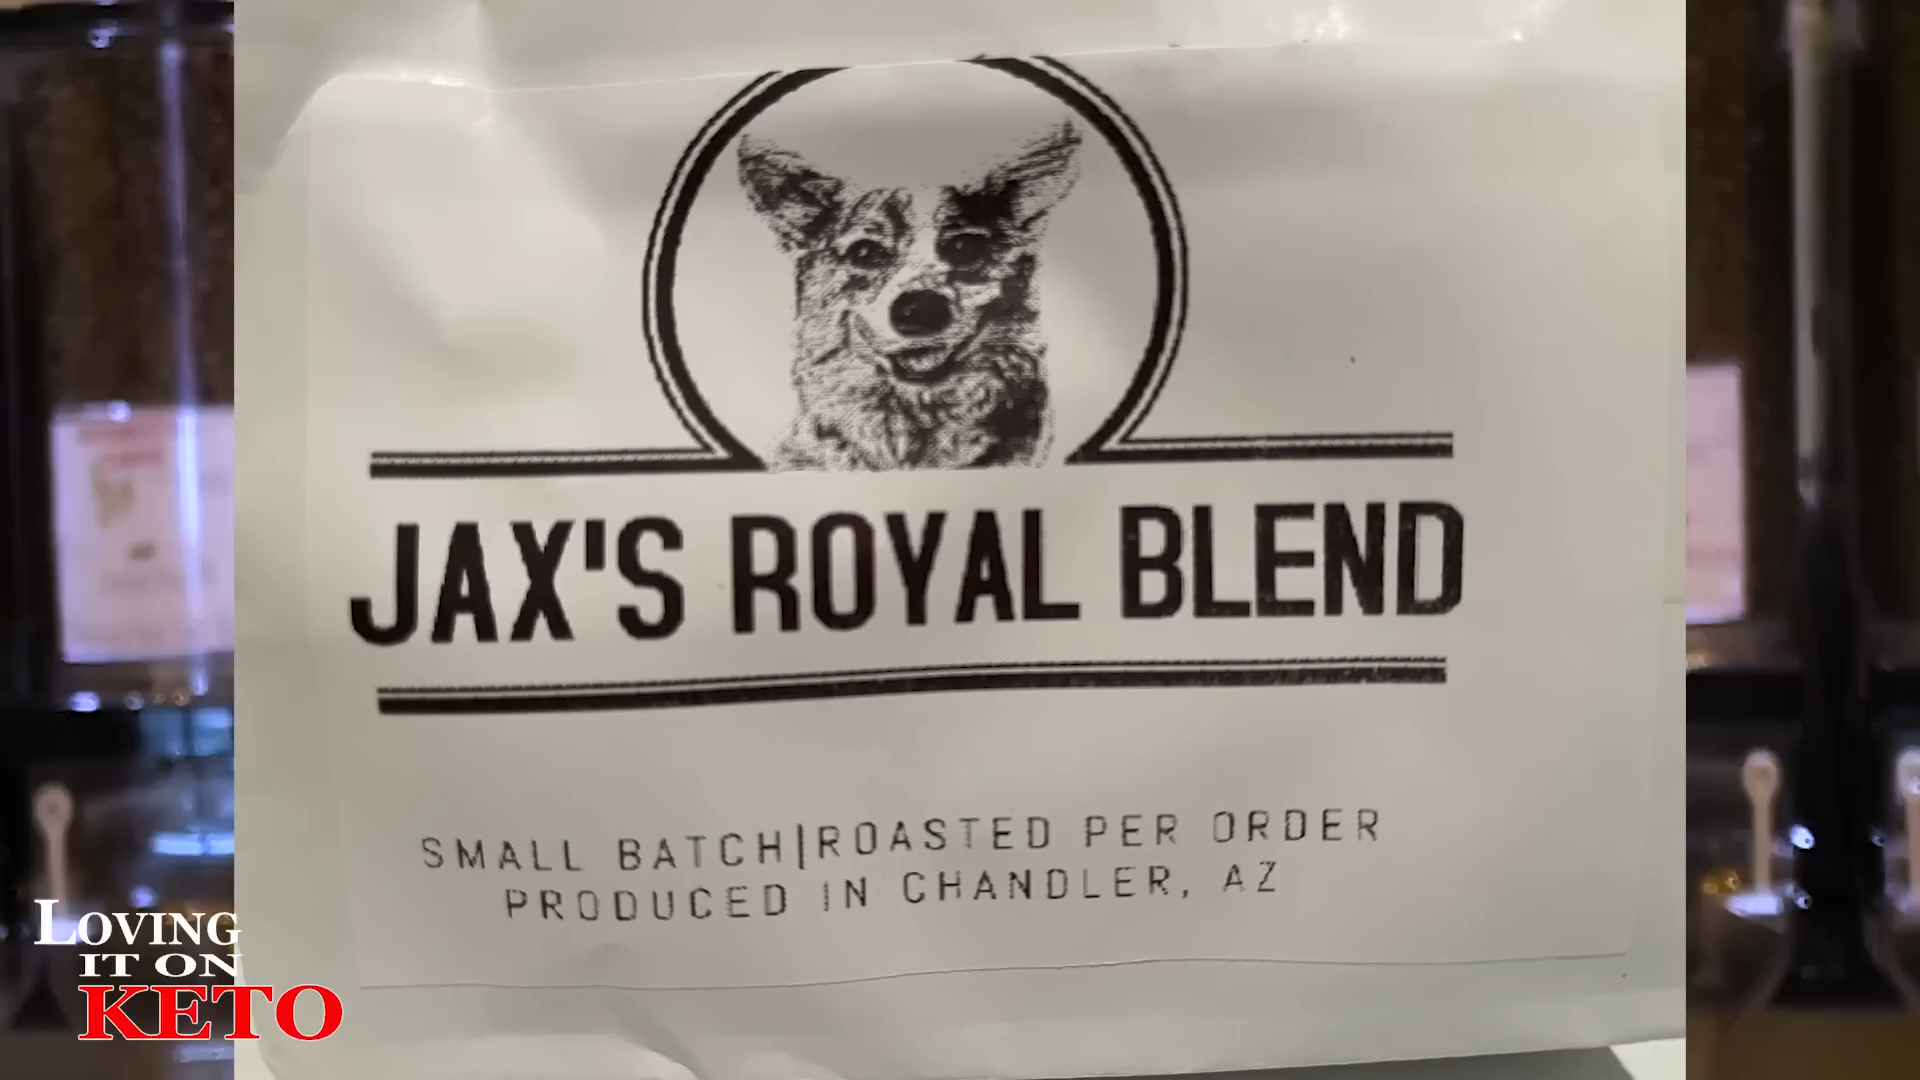 JAX'S ROYAL BLEND
SMALL BATCH|ROASTED PER ORDER
PRODUCED IN CHANDLER, AZ
LOVING
IT ON
KETO